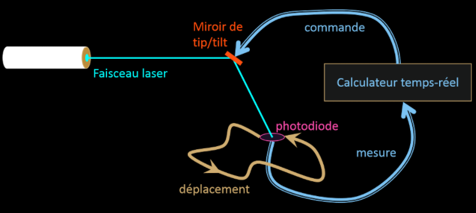 Miroir de
tip/tilt
commande
Faisceau laser
Calculateur temps-réel
photodiode
mesure
déplacement